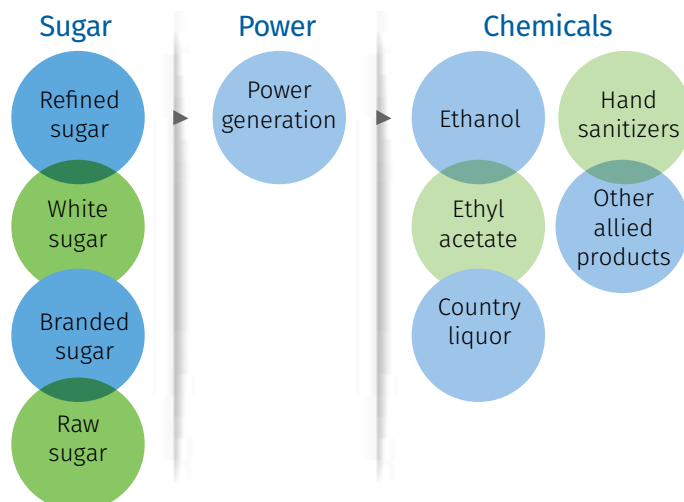 Sugar
Refined
sugar
White
sugar
Branded
sugar
Raw
sugar
Power
Power
generation
Chemicals
Ethanol
Ethyl
acetate
Country
liquor
Hand
sanitizers
Other
allied
products